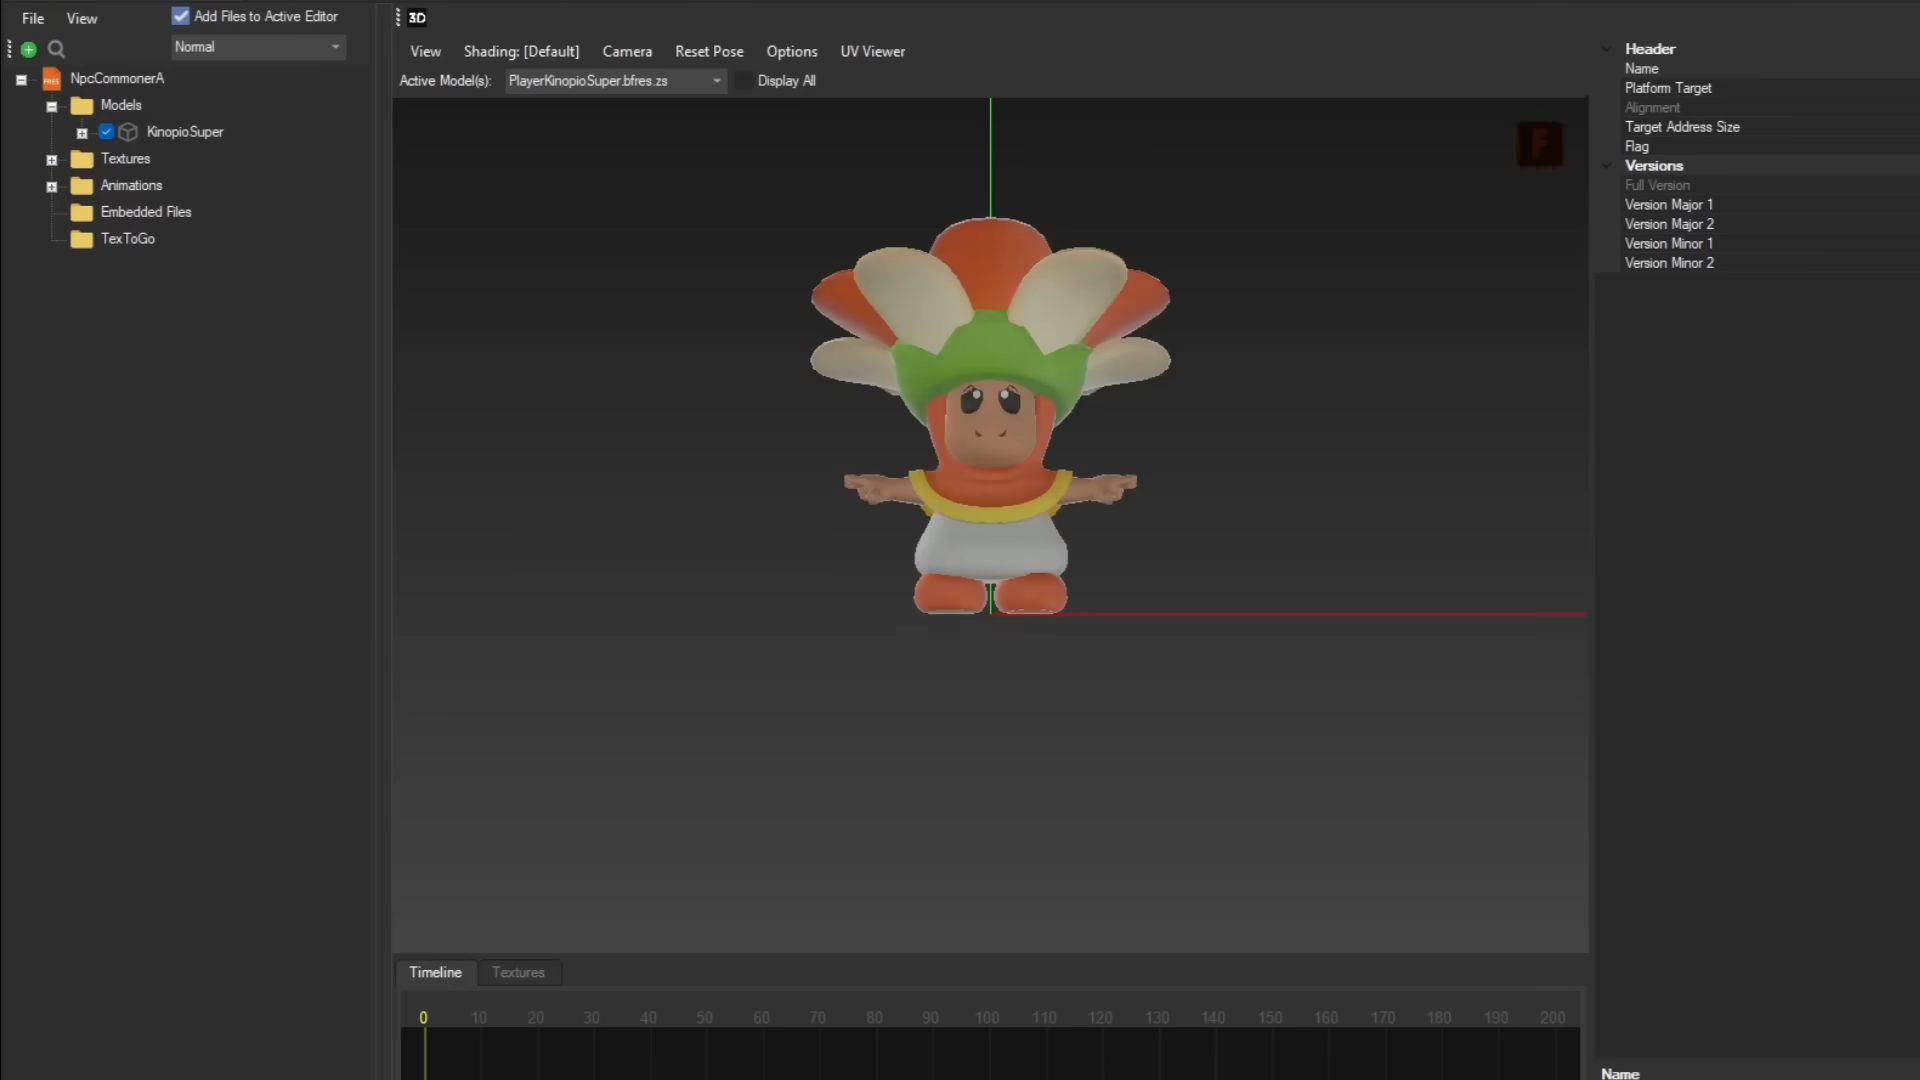 File View
Add Files to Active Editor
Normal
NpcCommonerA
Models
KinopioSuper
Textures
Animations
Embedded Files
TexToGo
3D
View Shading: [Default] Camera Reset Pose Options UV Viewer
Active Model(s): PlayerKinopioSuper.bfres.zs Display All
F
Timeline Textures
0 10 20 30 40 50 60 70 80 90 100 110 120 130 140 150 160 170 180 190 200
Header
Name
Platform Target
Alignment
Target Address Size
Flag
Versions
Full Version
Version Major 1
Version Major 2
Version Minor 1
Version Minor 2
Name